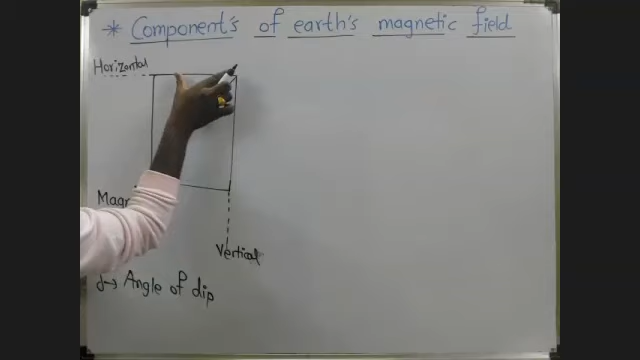 * Component's of earth's magnetic field
Horizontal
Vertical
d→ Angle of dip